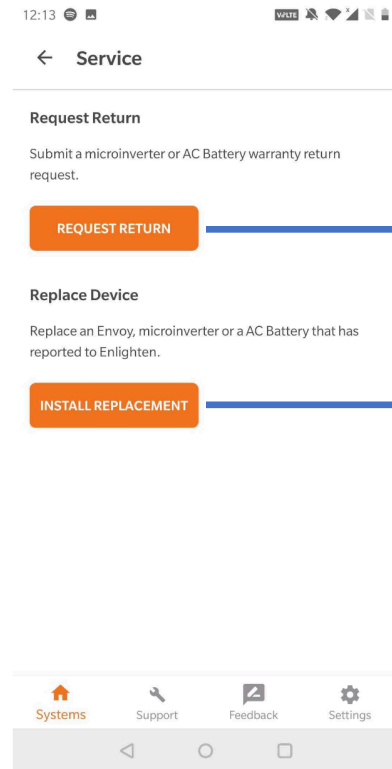 12:13
VoLTE
Service
Request Return
Submit a microinverter or AC Battery warranty return
request.
REQUEST RETURN
Replace Device
Replace an Envoy, microinverter or a AC Battery that has
reported to Enlighten.
INSTALL REPLACEMENT
Systems Support Feedback Settings